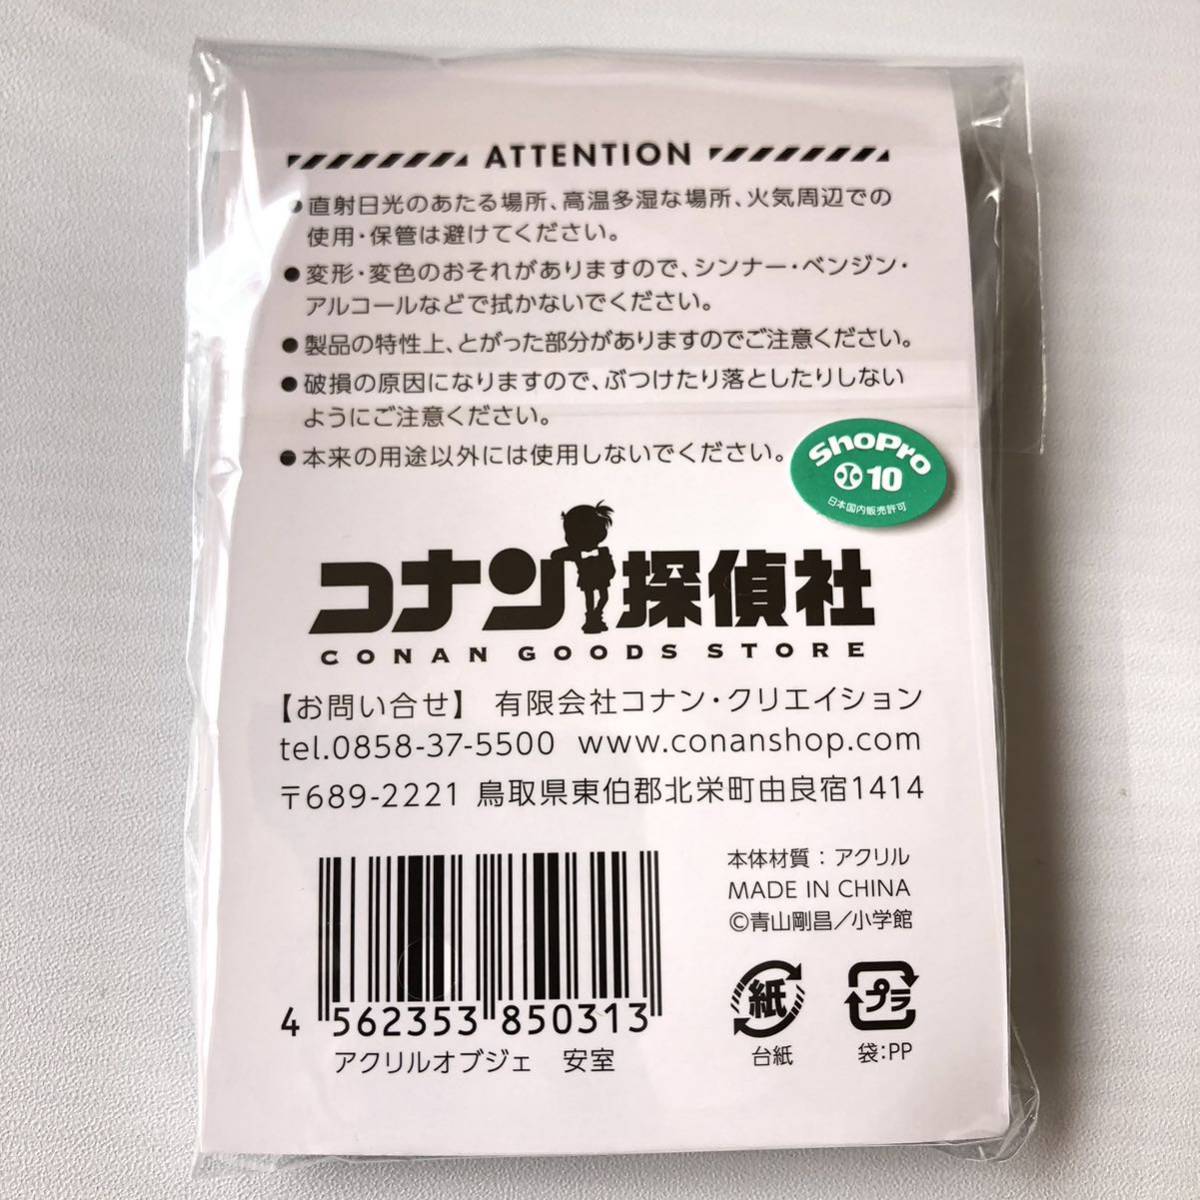 ATTENTION
●直射日光のあたる場所、高温多湿な場所、火気周辺での
使用・保管は避けてください。
●変形・変色のおそれがありますので、シンナー・ベンジン・
アルコールなどで拭かないでください。
●製品の特性上、とがった部分がありますのでご注意ください。
●破損の原因になりますので、ぶつけたり落としたりしない
ようにご注意ください。
●本来の用途以外には使用しないでください。
ShoPro
10
日本国内販売許可
コナン探偵社
CONAN GOODS STORE
【お問い合せ】 有限会社コナン・クリエイション
tel.0858-37-5500 www.conanshop.com
〒689-2221 鳥取県東伯郡北栄町由良宿1414
本体材質：アクリル
MADE IN CHINA
©青山剛昌／小学館
4 562353 850313
アクリルオブジェ 安室
紙
台紙
プラ
袋：PP